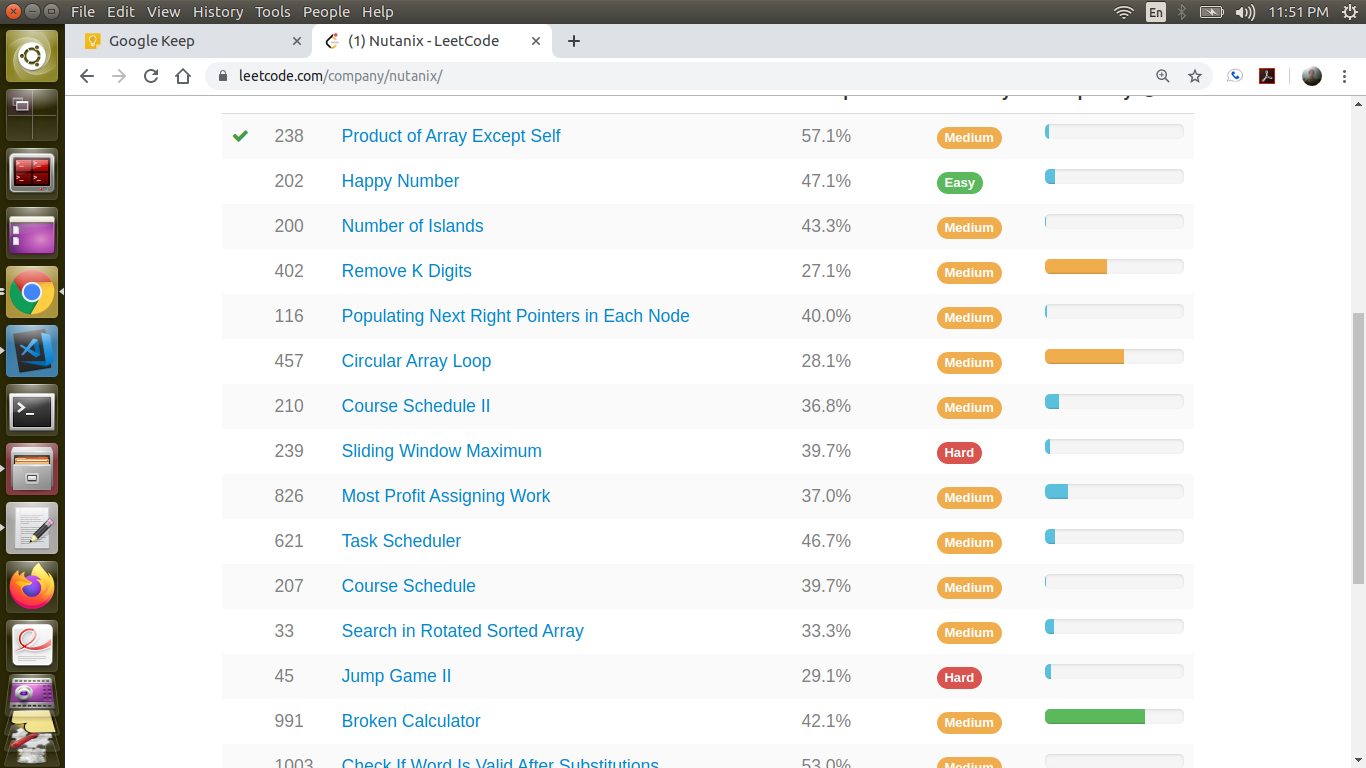 File Edit View History Tools People Help
En
11:51 PM
Google Keep
(1) Nutanix - LeetCode
leetcode.com/company/nutanix/
238 Product of Array Except Self 57.1% Medium
202 Happy Number 47.1% Easy
200 Number of Islands 43.3% Medium
402 Remove K Digits 27.1% Medium
116 Populating Next Right Pointers in Each Node 40.0% Medium
457 Circular Array Loop 28.1% Medium
210 Course Schedule II 36.8% Medium
239 Sliding Window Maximum 39.7% Hard
826 Most Profit Assigning Work 37.0% Medium
621 Task Scheduler 46.7% Medium
207 Course Schedule 39.7% Medium
33 Search in Rotated Sorted Array 33.3% Medium
45 Jump Game II 29.1% Hard
991 Broken Calculator 42.1% Medium
1003 Check If Word Is Valid After Substitutions 53.0% Medium